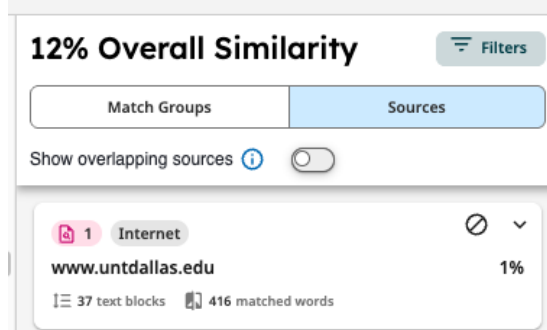 12% Overall Similarity
Filters
Match Groups
Sources
Show overlapping sources
1 Internet
www.untdallas.edu
1%
37 text blocks 416 matched words